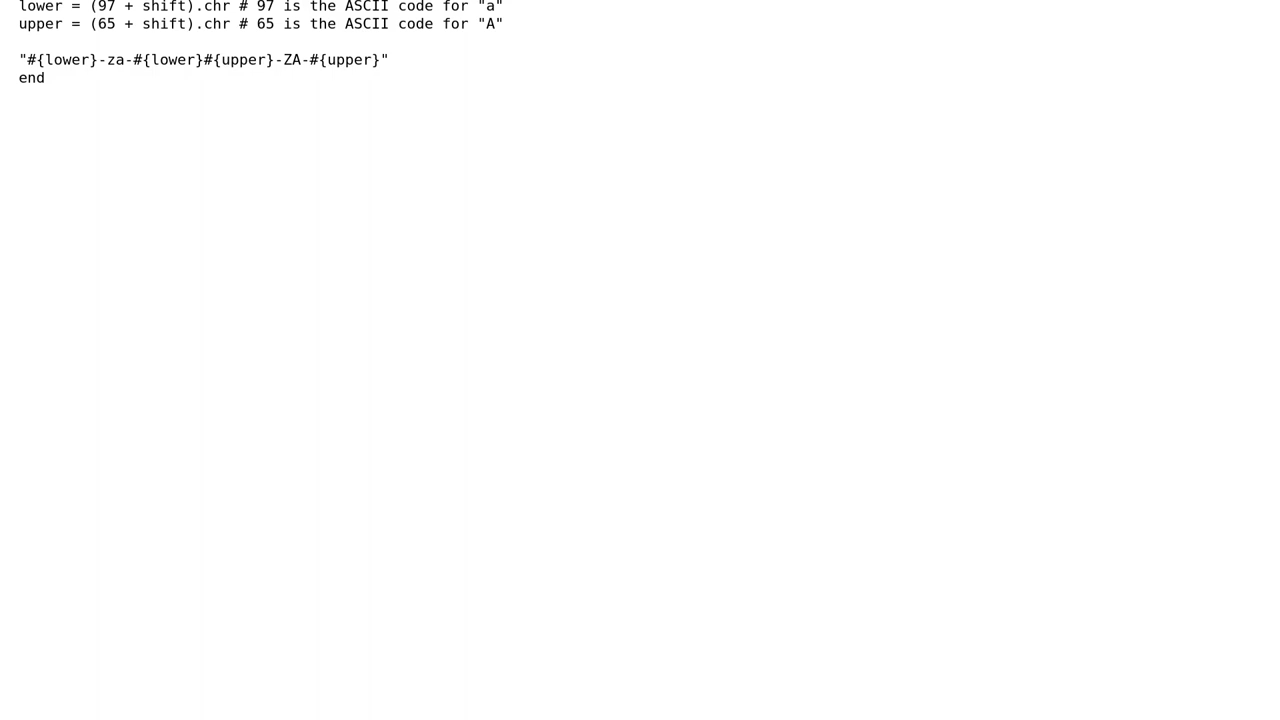 lower = (97 + shift).chr # 97 is the ASCII code for "a"
upper = (65 + shift).chr # 65 is the ASCII code for "A"
"#{lower}-za-#{lower}#{upper}-ZA-#{upper}"
end